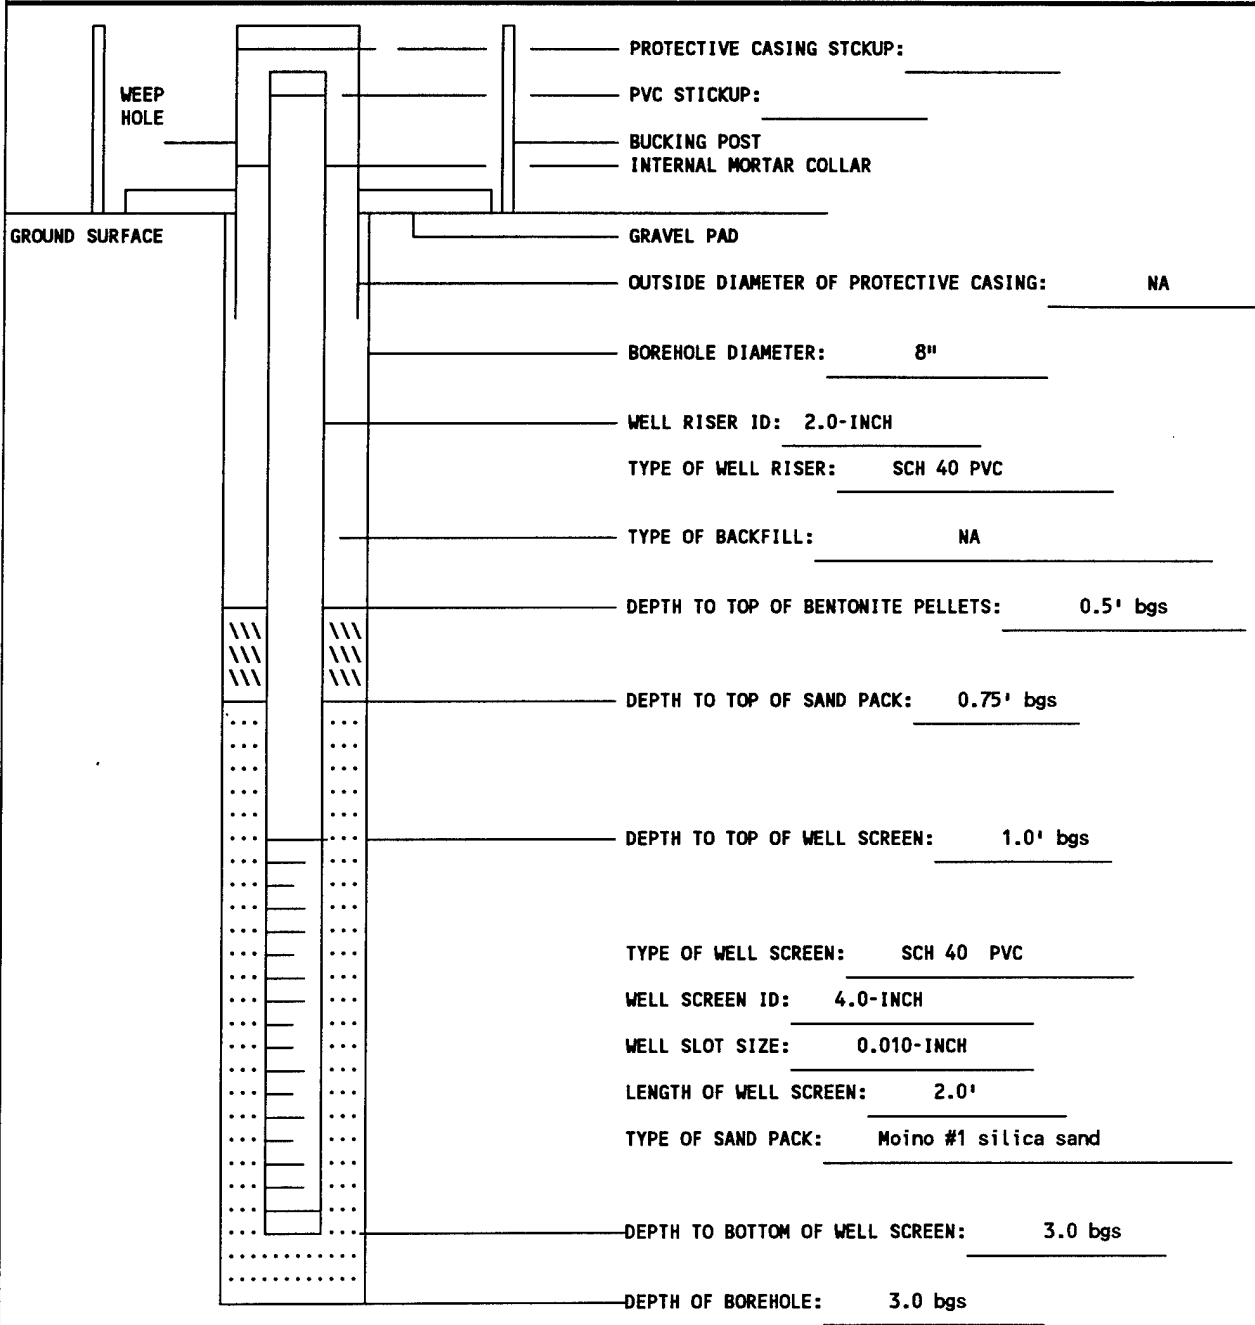 PROTECTIVE CASING STCKUP:
WEEP
HOLE
PVC STICKUP:
BUCKING POST
INTERNAL MORTAR COLLAR
GROUND SURFACE
GRAVEL PAD
OUTSIDE DIAMETER OF PROTECTIVE CASING: NA
BOREHOLE DIAMETER: 8"
WELL RISER ID: 2.0-INCH
TYPE OF WELL RISER: SCH 40 PVC
TYPE OF BACKFILL: NA
DEPTH TO TOP OF BENTONITE PELLETS: 0.5' bgs
DEPTH TO TOP OF SAND PACK: 0.75' bgs
DEPTH TO TOP OF WELL SCREEN: 1.0' bgs
TYPE OF WELL SCREEN: SCH 40 PVC
WELL SCREEN ID: 4.0-INCH
WELL SLOT SIZE: 0.010-INCH
LENGTH OF WELL SCREEN: 2.0'
TYPE OF SAND PACK: Moino #1 silica sand
DEPTH TO BOTTOM OF WELL SCREEN: 3.0 bgs
DEPTH OF BOREHOLE: 3.0 bgs